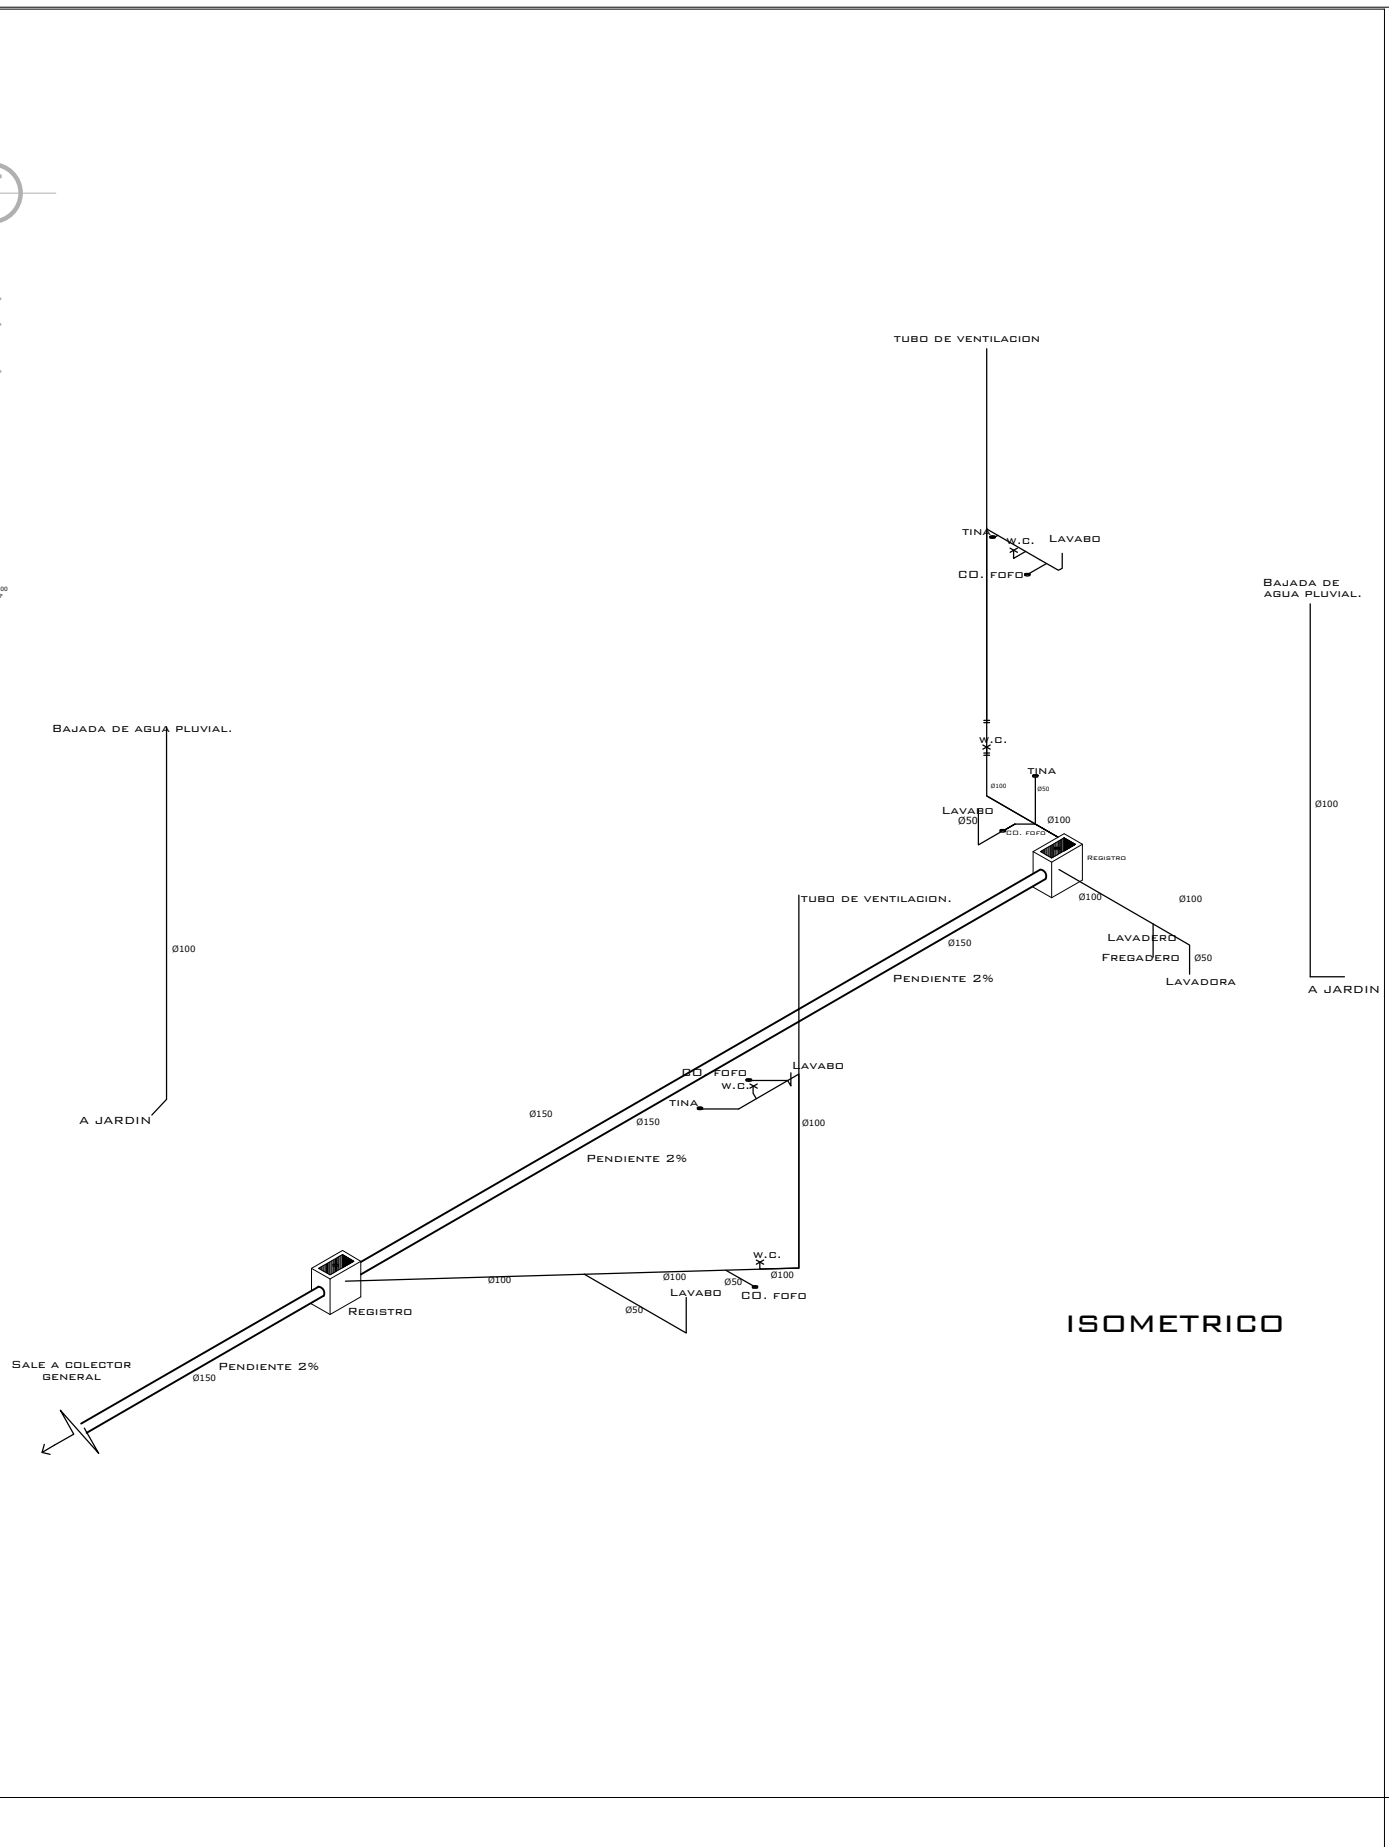 TUBO DE VENTILACION
TINA
W.C.
LAVABO
CO. FOFO
BAJADA DE
AGUA PLUVIAL.
00
BAJADA DE AGUA PLUVIAL.
W.C.
TINA
Ø100
Ø50
LAVABO
Ø50
Ø100
CO. FOFO
Ø100
REGISTRO
Ø100
Ø100
TUBO DE VENTILACION.
LAVADERO
Ø150
Ø100
FREGADERO
Ø50
PENDIENTE 2%
LAVADORA
A JARDIN
LAVABO
CO. FOFO
W.C.
TINA
Ø150
Ø150
Ø100
A JARDIN
PENDIENTE 2%
W.C.
Ø100
Ø100
Ø50
Ø100
LAVABO
CO. FOFO
Ø50
REGISTRO
ISOMETRICO
SALE A COLECTOR
GENERAL
PENDIENTE 2%
Ø150